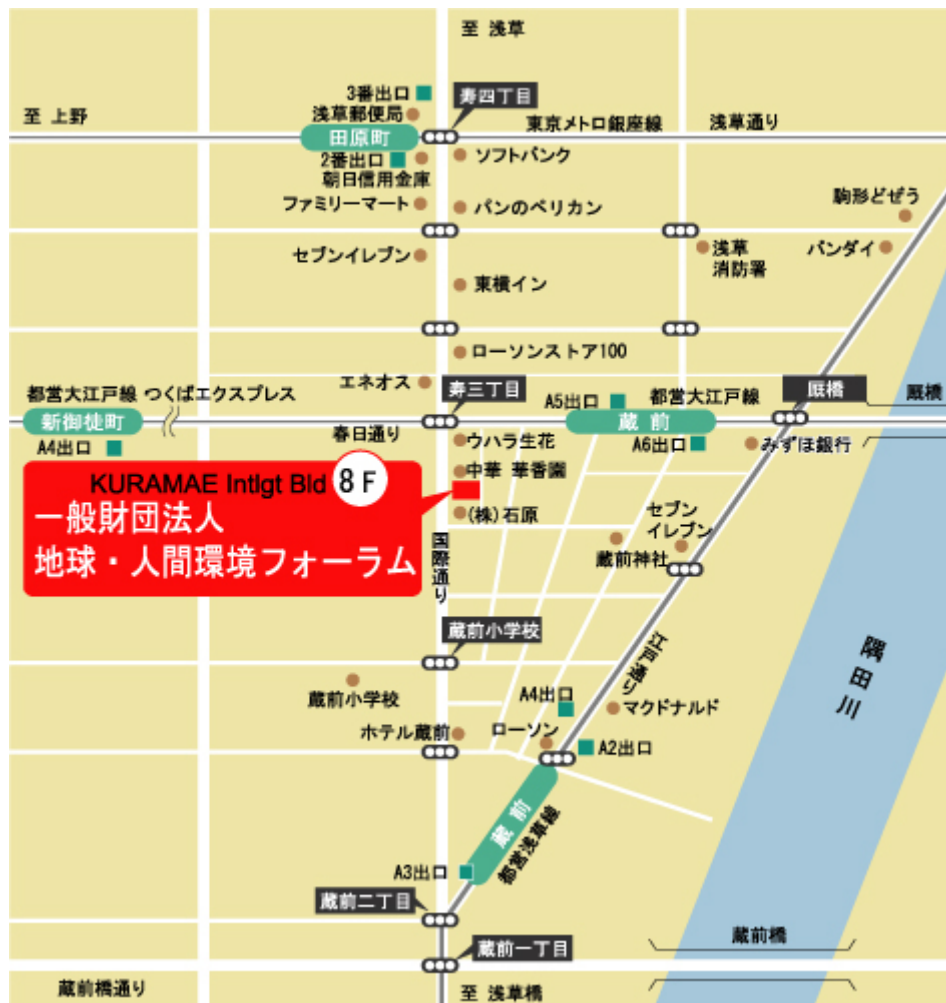 至 浅草
3番出口
浅草郵便局
寿四丁目
至 上野
田原町
東京メトロ銀座線
浅草通り
2番出口
朝日信用金庫
ソフトバンク
ファミリーマート
パンのペリカン
駒形どぜう
セブンイレブン
浅草
消防署
バンダイ
東横イン
ローソンストア100
エネオス
都営大江戸線 つくばエクスプレス
寿三丁目
A5出口
都営大江戸線
厩橋
厩橋
新御徒町
春日通り
蔵前
A4出口
ウハラ生花
A6出口
みずほ銀行
中華 華香園
KURAMAE Intlgt Bld 8F
一般財団法人
地球・人間環境フォーラム
(株)石原
セブン
イレブン
蔵前神社
国際通り
蔵前小学校
江戸通り
隅田川
蔵前小学校
A4出口
マクドナルド
ホテル蔵前
ローソン
A2出口
蔵前
都営浅草線
A3出口
蔵前二丁目
蔵前一丁目
蔵前橋
蔵前橋通り
至 浅草橋